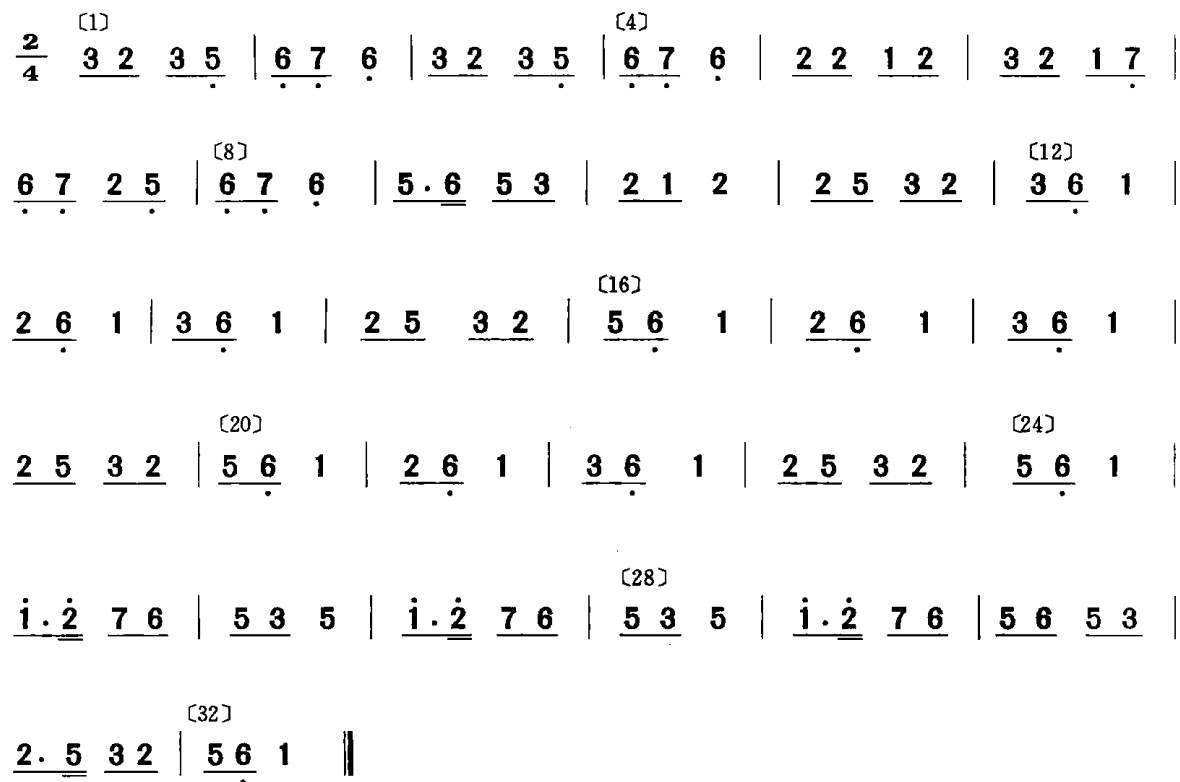 〔1〕 〔4〕
2/4 3 2 3 5̣ | 6̣ 7̣ 6̣ | 3 2 3 5̣ | 6̣ 7̣ 6̣ | 2 2 1 2 | 3 2 1 7̣ |
〔8〕 〔12〕
6̣ 7̣ 2 5̣ | 6̣ 7̣ 6̣ | 5. 6 5 3 | 2 1 2 | 2 5 3 2 | 3 6̣ 1 |
〔16〕
2 6̣ 1 | 3 6̣ 1 | 2 5 3 2 | 5 6̣ 1 | 2 6̣ 1 | 3 6̣ 1 |
〔20〕 〔24〕
2 5 3 2 | 5 6̣ 1 | 2 6̣ 1 | 3 6̣ 1 | 2 5 3 2 | 5 6̣ 1 |
〔28〕
1̇. 2̇ 7 6 | 5 3 5 | 1̇. 2̇ 7 6 | 5 3 5 | 1̇. 2̇ 7 6 | 5 6 5 3 |
〔32〕
2. 5 3 2 | 5 6̣ 1 ‖